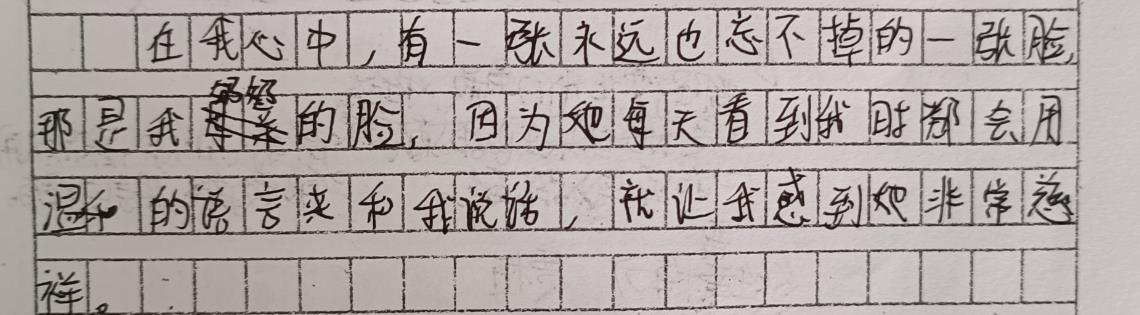 在我心中，有一张永远也忘不掉的一张脸，
那是我奶奶的脸，因为她每天看到我时都会用
温和的语言来和我说话，就让我感到她非常慈
祥。